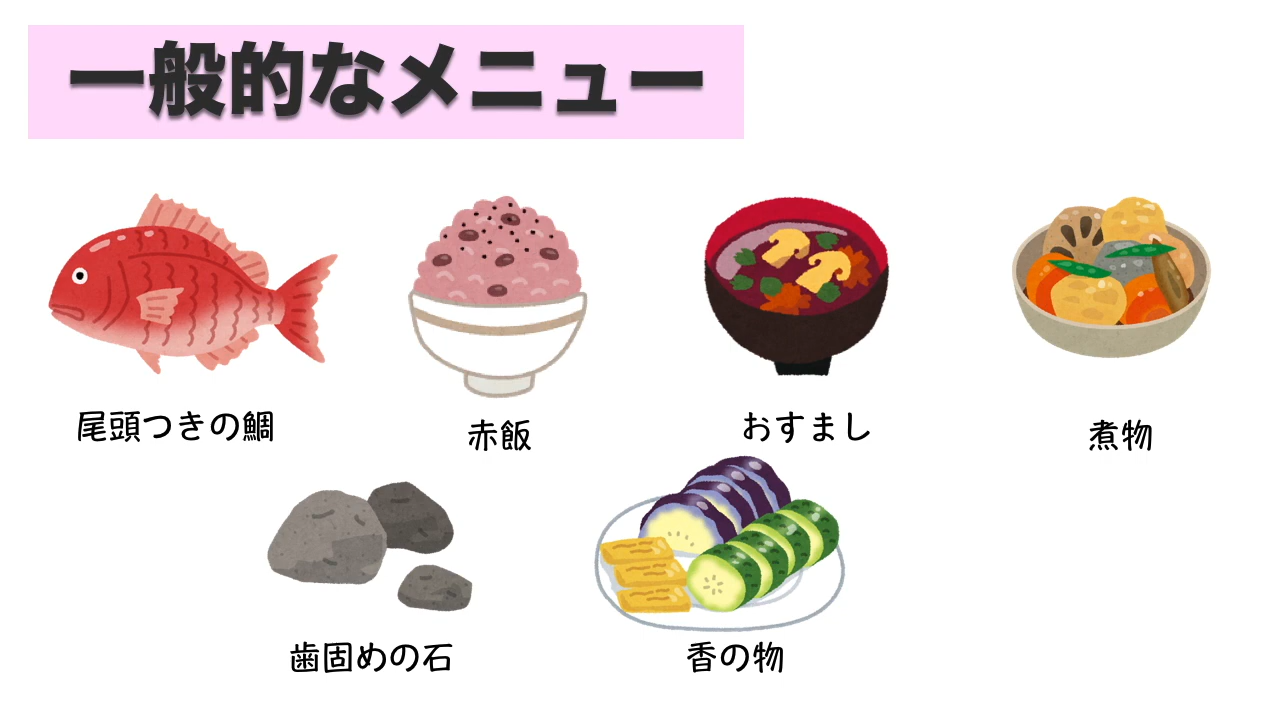 一般的なメニュー
尾頭つきの鯛
赤飯
おすまし
煮物
歯固めの石
香の物